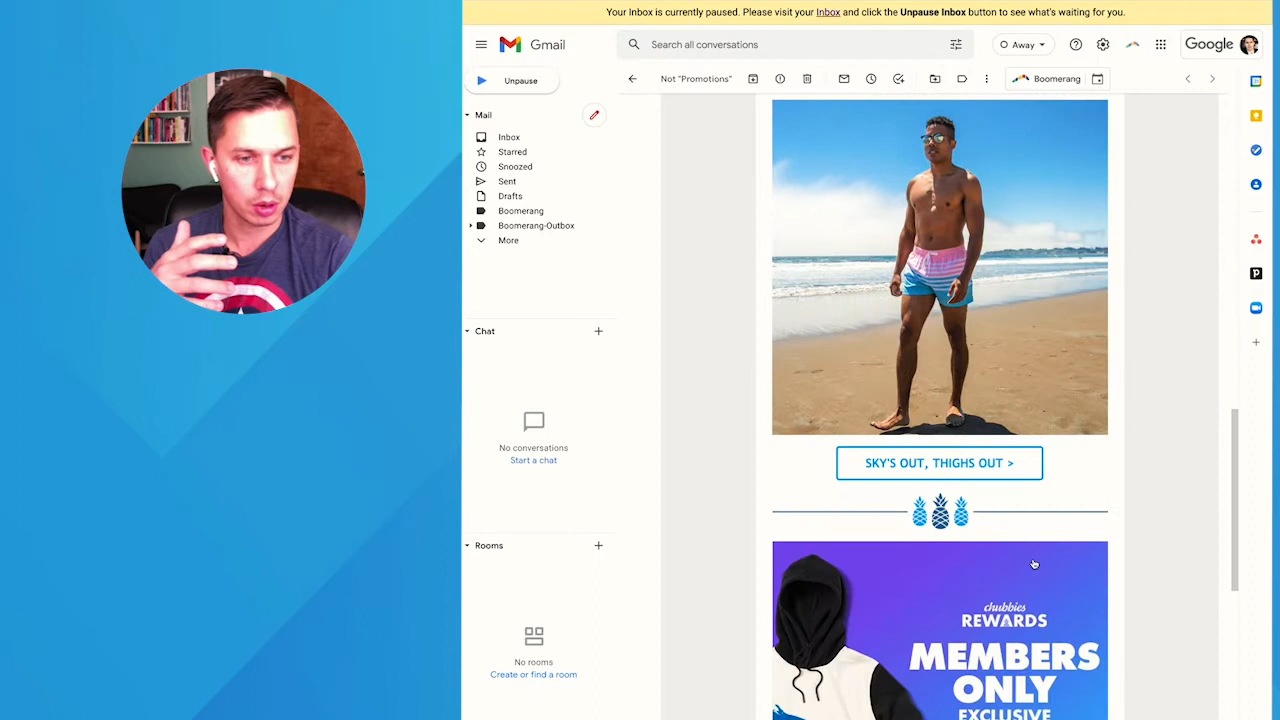 Your Inbox is currently paused. Please visit your Inbox and click the Unpause Inbox button to see what's waiting for you.
Gmail
Search all conversations
Away
Google
Unpause
Not "Promotions"
Boomerang
Mail
Inbox
Starred
Snoozed
Sent
Drafts
Boomerang
Boomerang-Outbox
More
Chat
No conversations
Start a chat
Rooms
No rooms
Create or find a room
SKY'S OUT, THIGHS OUT >
chubbies
REWARDS
MEMBERS
ONLY
EXCLUSIVE